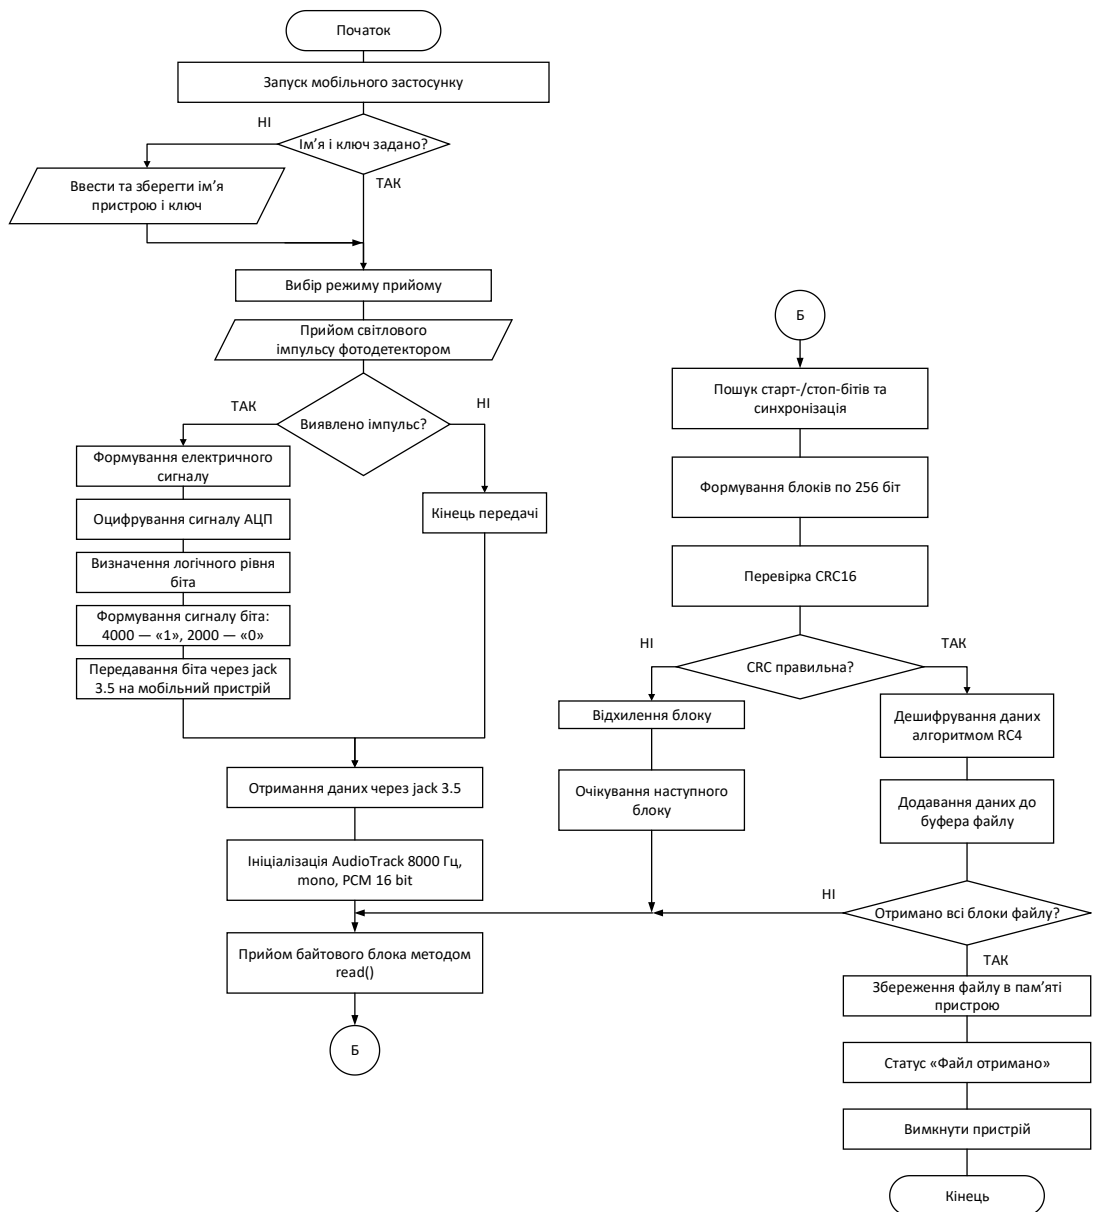 Початок
Запуск мобільного застосунку
НІ
Ім’я і ключ задано?
ТАК
Ввести та зберегти ім’я
пристрою і ключ
Вибір режиму прийому
Прийом світлового
імпульсу фотодетектором
ТАК
НІ
Виявлено імпульс?
Формування електричного
сигналу
Оцифрування сигналу АЦП
Визначення логічного рівня
біта
Формування сигналу біта:
4000 — «1», 2000 — «0»
Передавання біта через jack
3.5 на мобільний пристрій
Кінець передачі
Отримання даних через jack 3.5
Ініціалізація AudioTrack 8000 Гц,
mono, PCM 16 bit
Прийом байтового блока методом
read()
Б
Б
Пошук старт-/стоп-бітів та
синхронізація
Формування блоків по 256 біт
Перевірка CRC16
НІ
ТАК
CRC правильна?
Відхилення блоку
Очікування наступного
блоку
Дешифрування даних
алгоритмом RC4
Додавання даних до
буфера файлу
НІ
Отримано всі блоки файлу?
ТАК
Збереження файлу в пам’яті
пристрою
Статус «Файл отримано»
Вимкнути пристрій
Кінець